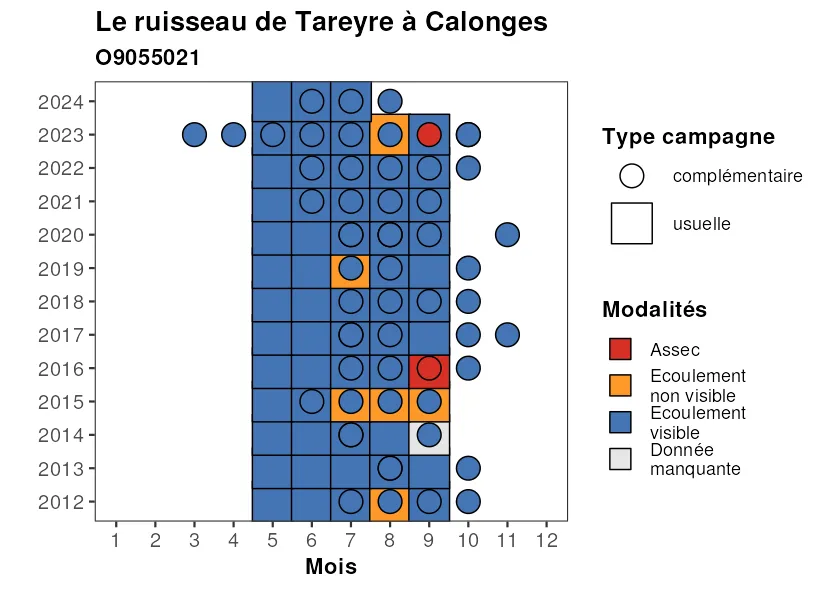 Le ruisseau de Tareyre à Calonges
O9055021
2024
2023
2022
2021
2020
2019
2018
2017
2016
2015
2014
2013
2012
1 2 3 4 5 6 7 8 9 10 11 12
Mois
Type campagne
complémentaire
usuelle
Modalités
Assec
Ecoulement
non visible
Ecoulement
visible
Donnée
manquante